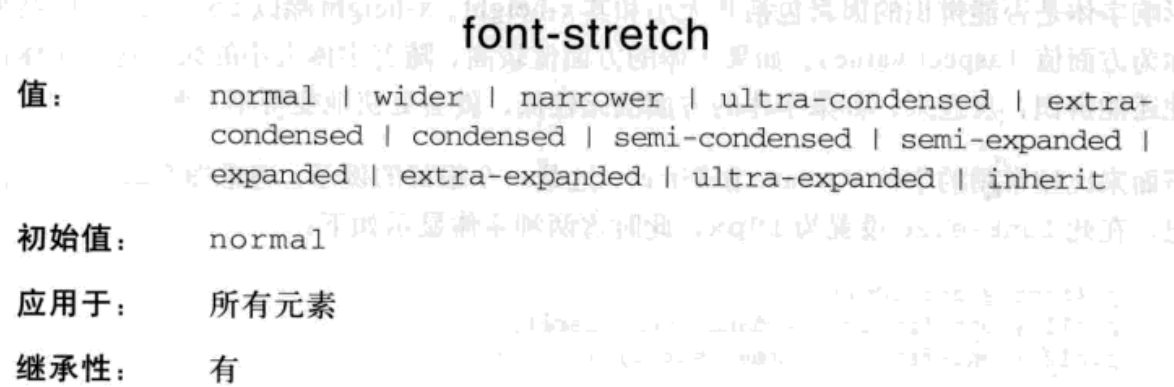 font-stretch
值： normal | wider | narrower | ultra-condensed | extra-
condensed | condensed | semi-condensed | semi-expanded |
expanded | extra-expanded | ultra-expanded | inherit
初始值： normal
应用于： 所有元素
继承性： 有